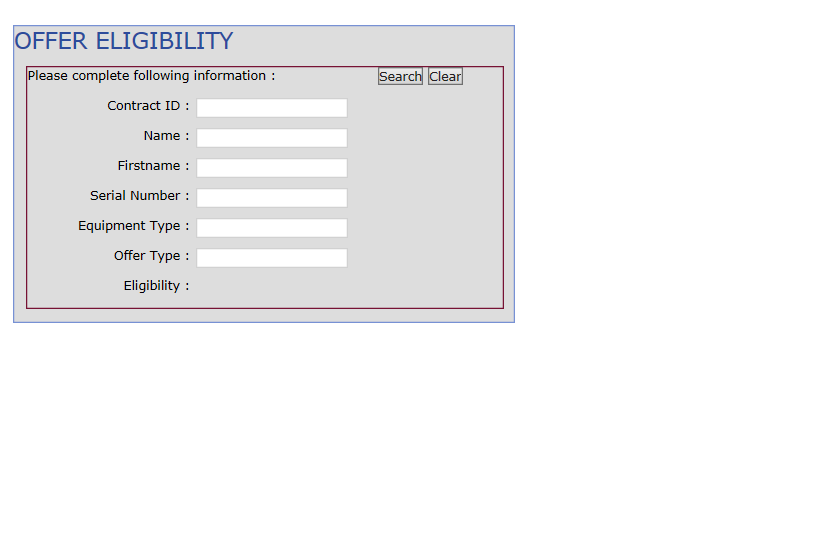 OFFER ELIGIBILITY
Please complete following information : Search Clear
Contract ID :
Name :
Firstname :
Serial Number :
Equipment Type :
Offer Type :
Eligibility :